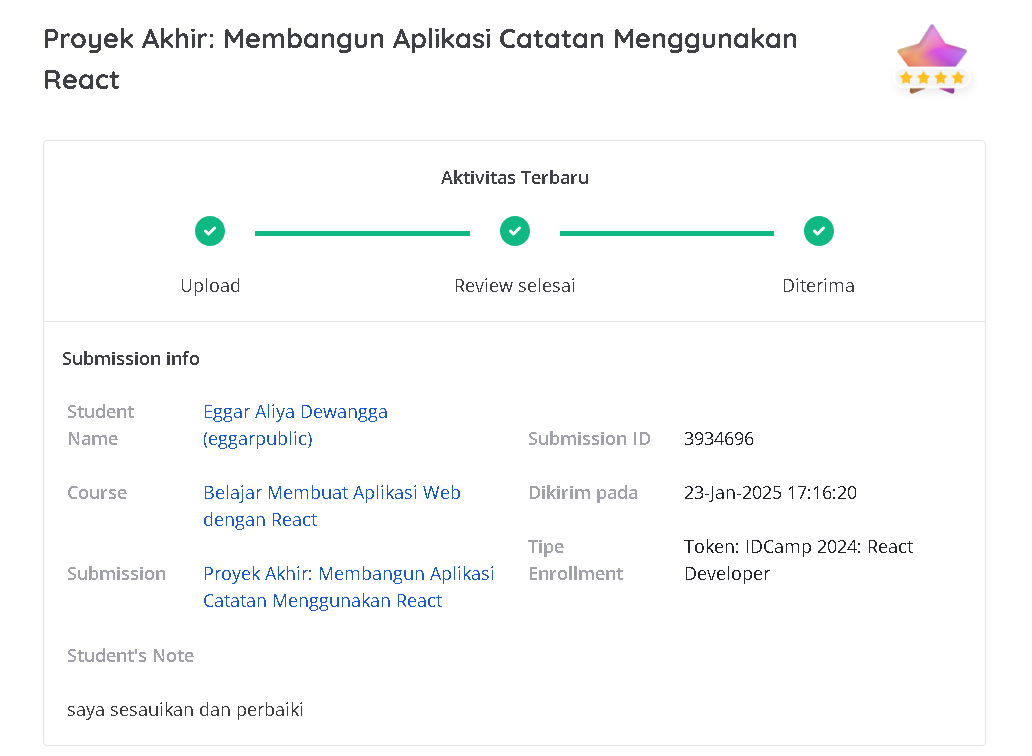 Proyek Akhir: Membangun Aplikasi Catatan Menggunakan
React
Aktivitas Terbaru
Upload
Review selesai
Diterima
Submission info
Student
Name
Eggar Aliya Dewangga
(eggarpublic)
Submission ID
3934696
Course
Belajar Membuat Aplikasi Web
dengan React
Dikirim pada
23-Jan-2025 17:16:20
Tipe
Enrollment
Token: IDCamp 2024: React
Developer
Submission
Proyek Akhir: Membangun Aplikasi
Catatan Menggunakan React
Student's Note
saya sesauikan dan perbaiki